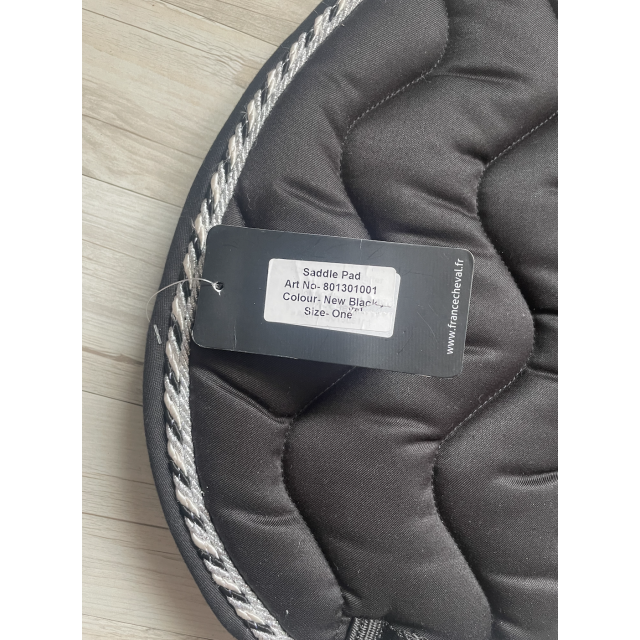 Saddle Pad
Art No- 801301001
Colour- New Black
Size- One
www.francecheval.fr